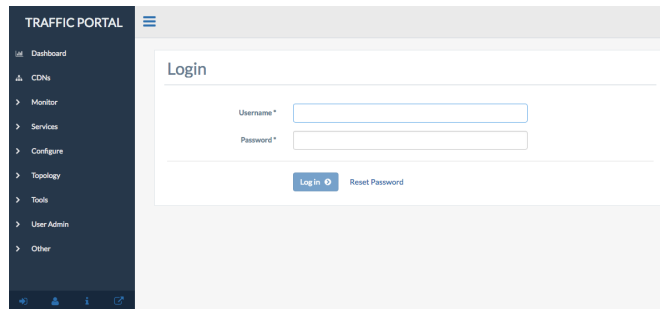 TRAFFIC PORTAL
Dashboard
CDNs
Monitor
Services
Configure
Topology
Tools
User Admin
Other
Login
Username *
Password *
Log in
Reset Password